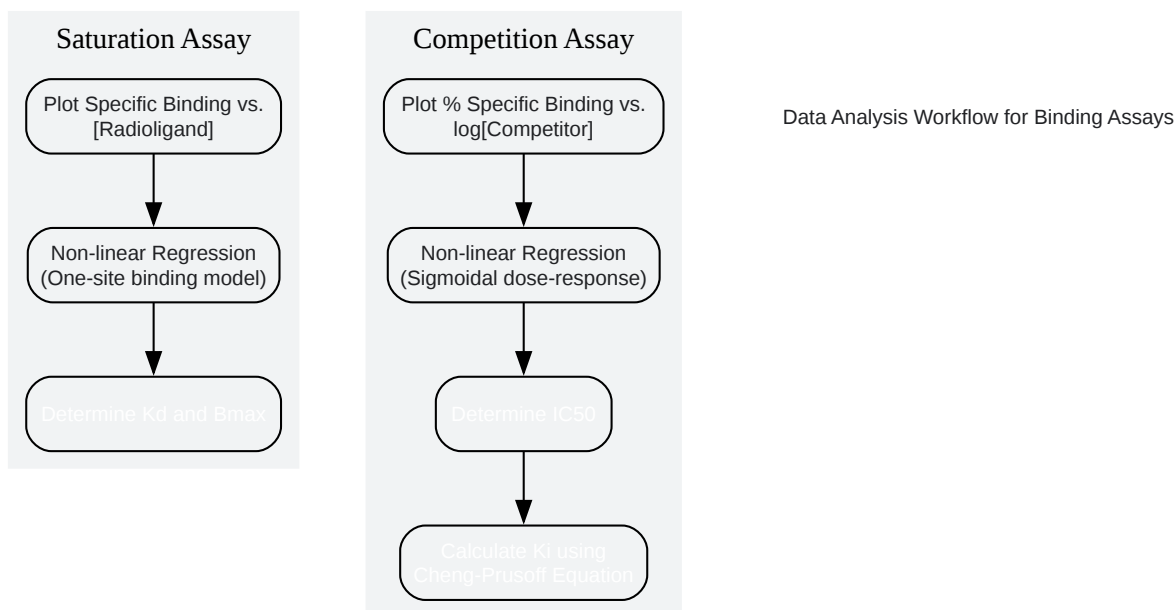 Saturation Assay
Plot Specific Binding vs.
[Radioligand]
Non-linear Regression
(One-site binding model)
Determine Kd and Bmax
Competition Assay
Plot % Specific Binding vs.
log[Competitor]
Non-linear Regression
(Sigmoidal dose-response)
Determine IC50
Calculate Ki using
Cheng-Prusoff Equation
Data Analysis Workflow for Binding Assays